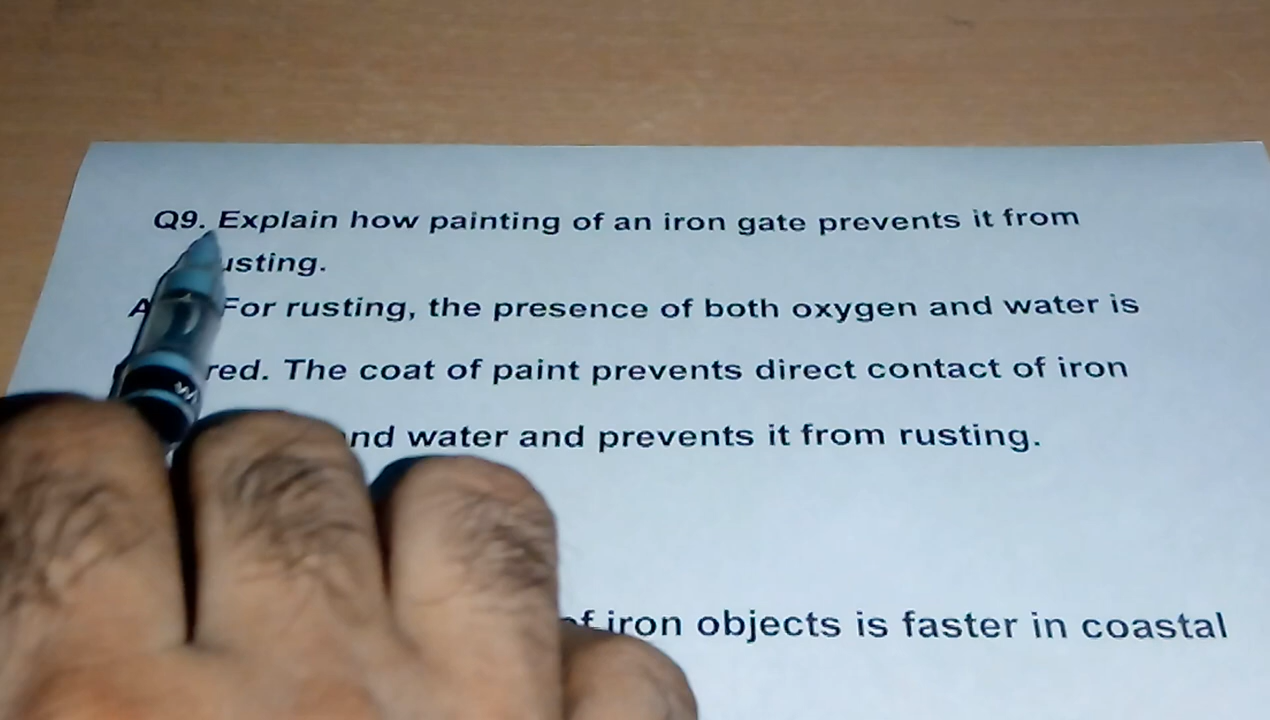 Q9. Explain how painting of an iron gate prevents it from
usting.
A For rusting, the presence of both oxygen and water is
red. The coat of paint prevents direct contact of iron
nd water and prevents it from rusting.
of iron objects is faster in coastal